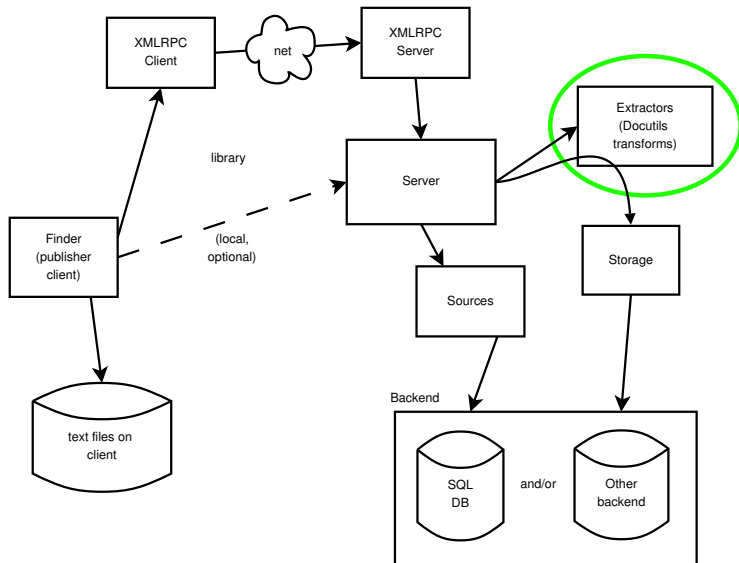 XMLRPC
Client
net
XMLRPC
Server
Extractors
(Docutils
transforms)
library
Server
Finder
(publisher
client)
(local,
optional)
Storage
Sources
Backend
text files on
client
SQL
DB
and/or
Other
backend